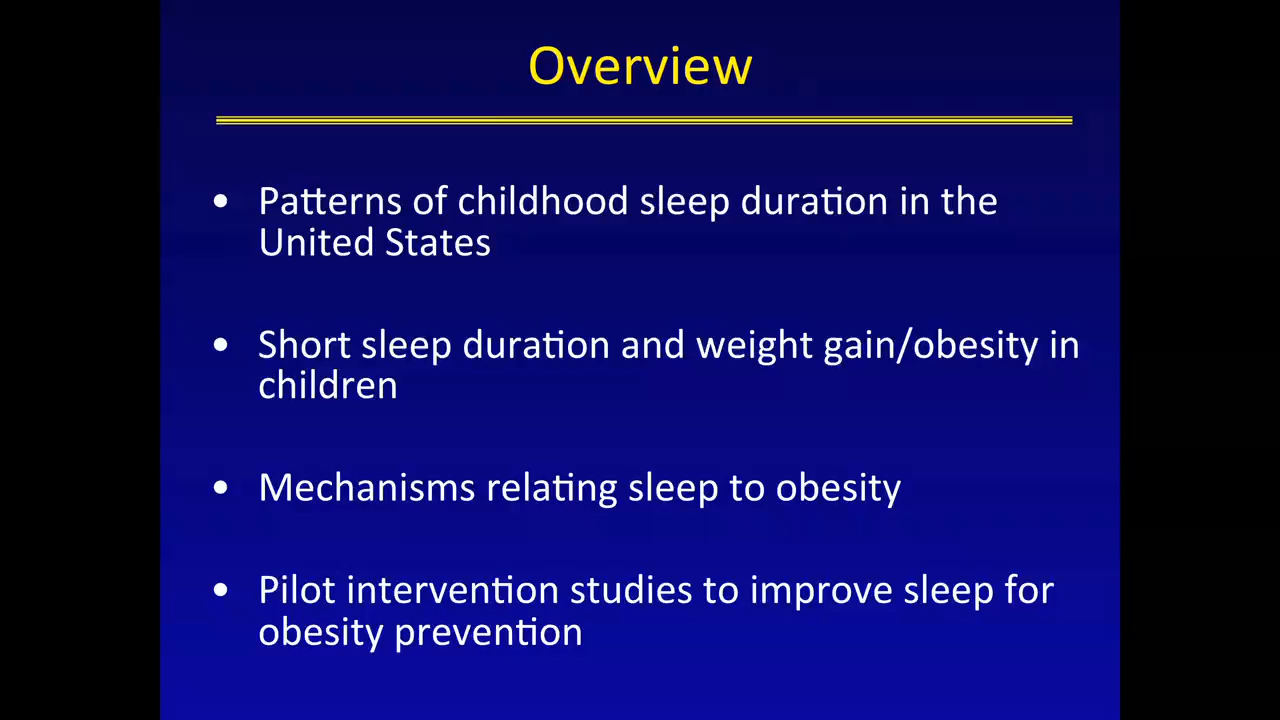 Overview
• Patterns of childhood sleep duration in the
United States
• Short sleep duration and weight gain/obesity in
children
• Mechanisms relating sleep to obesity
• Pilot intervention studies to improve sleep for
obesity prevention